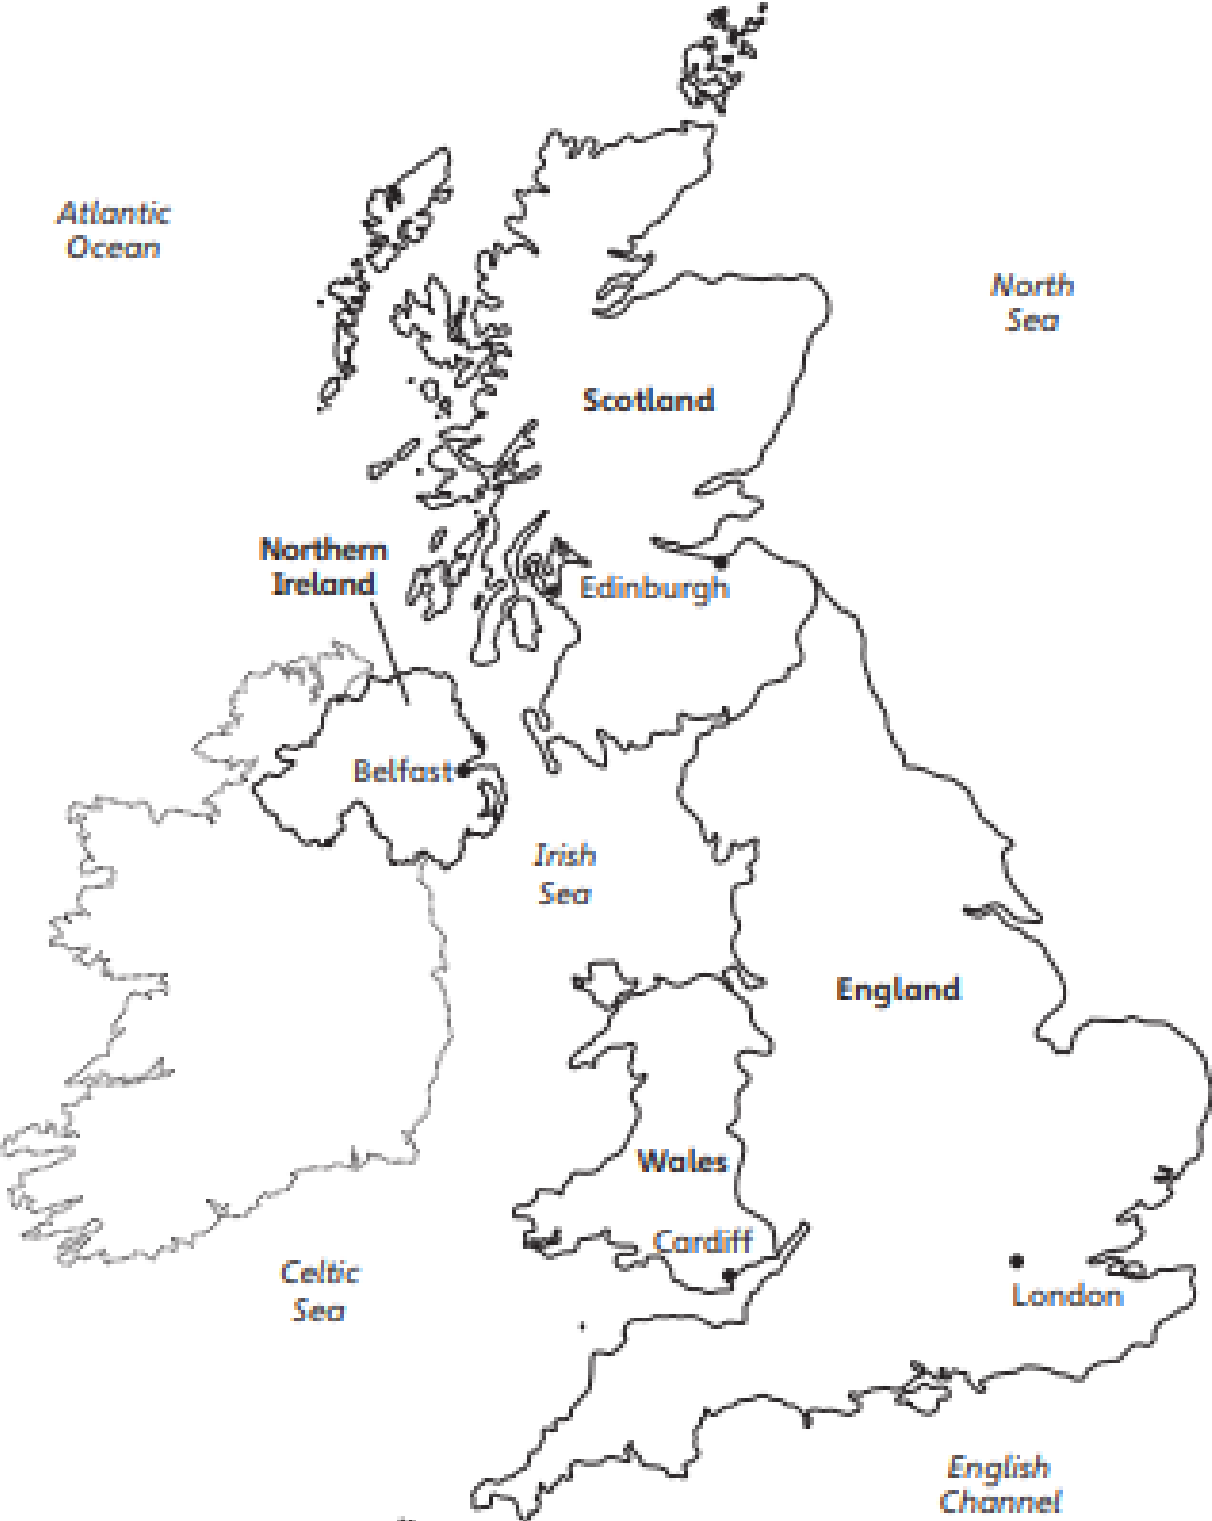 Atlantic
Ocean
North
Sea
Scotland
Northern
Ireland
Edinburgh
Belfast
Irish
Sea
England
Wales
Cardiff
Celtic
Sea
London
English
Channel